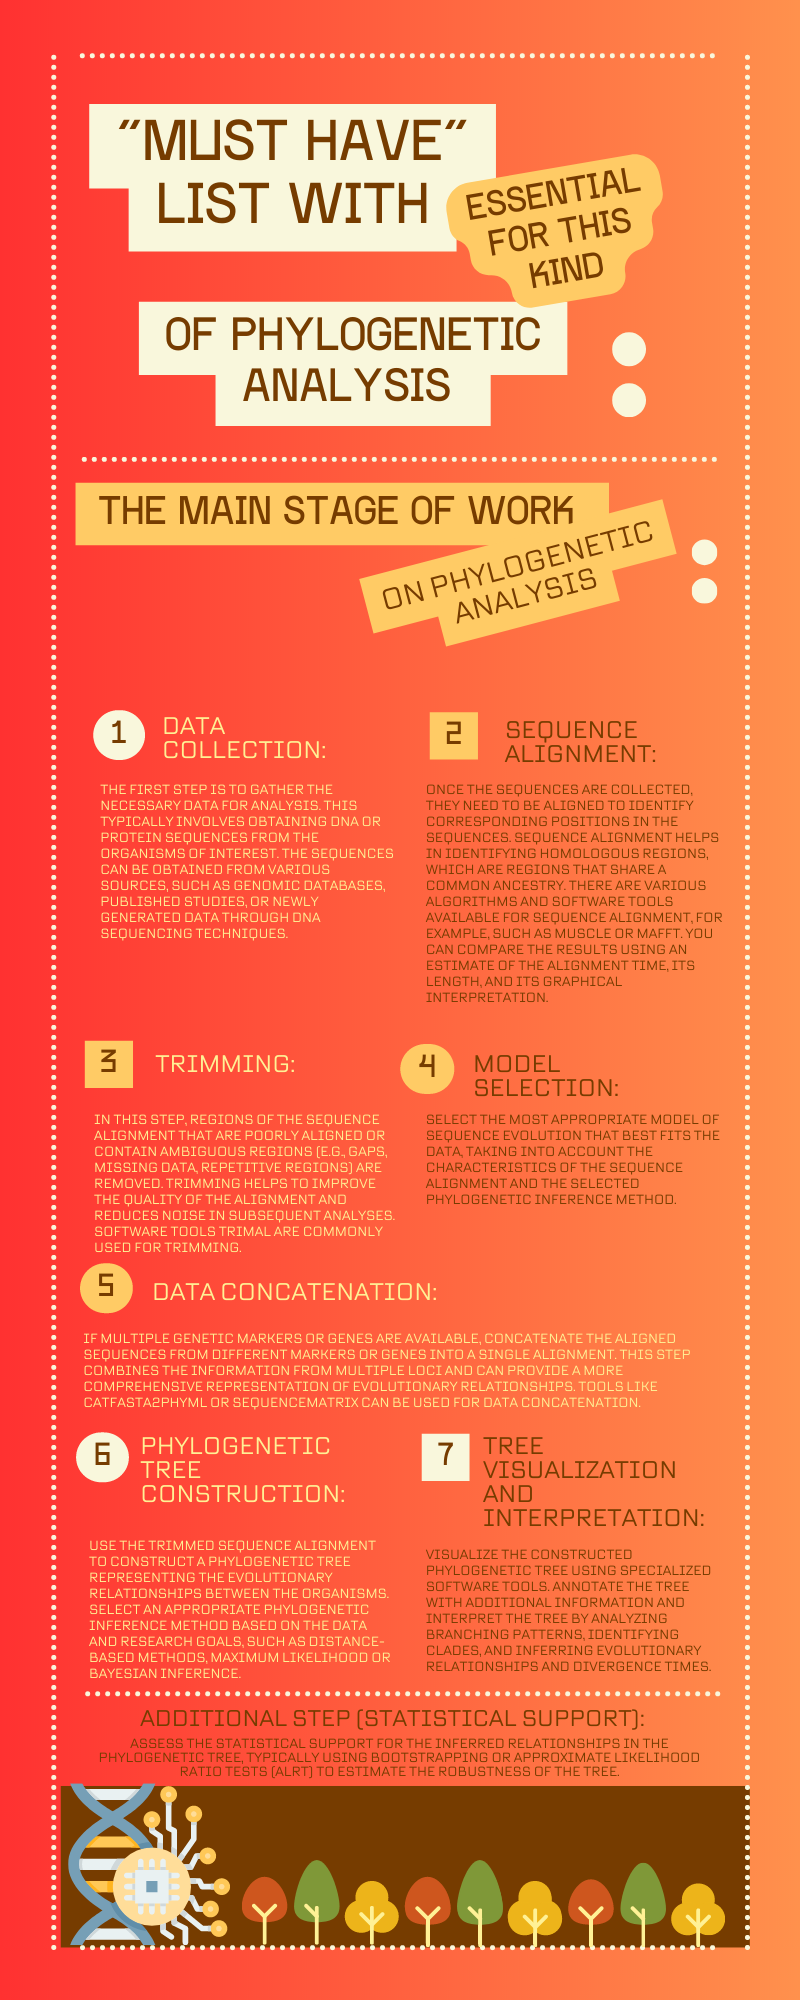 "MUST HAVE"
LIST WITH
ESSENTIAL
FOR THIS
KIND
OF PHYLOGENETIC
ANALYSIS
THE MAIN STAGE OF WORK
ON PHYLOGENETIC
ANALYSIS
1
DATA
COLLECTION:
THE FIRST STEP IS TO GATHER THE
NECESSARY DATA FOR ANALYSIS. THIS
TYPICALLY INVOLVES OBTAINING DNA OR
PROTEIN SEQUENCES FROM THE
ORGANISMS OF INTEREST. THE SEQUENCES
CAN BE OBTAINED FROM VARIOUS
SOURCES, SUCH AS GENOMIC DATABASES,
PUBLISHED STUDIES, OR NEWLY
GENERATED DATA THROUGH DNA
SEQUENCING TECHNIQUES.
2
SEQUENCE
ALIGNMENT:
ONCE THE SEQUENCES ARE COLLECTED,
THEY NEED TO BE ALIGNED TO IDENTIFY
CORRESPONDING POSITIONS IN THE
SEQUENCES. SEQUENCE ALIGNMENT HELPS
IN IDENTIFYING HOMOLOGOUS REGIONS,
WHICH ARE REGIONS THAT SHARE A
COMMON ANCESTRY. THERE ARE VARIOUS
ALGORITHMS AND SOFTWARE TOOLS
AVAILABLE FOR SEQUENCE ALIGNMENT, FOR
EXAMPLE, SUCH AS MUSCLE OR MAFFT. YOU
CAN COMPARE THE RESULTS USING AN
ESTIMATE OF THE ALIGNMENT TIME, ITS
LENGTH, AND ITS GRAPHICAL
INTERPRETATION.
3
TRIMMING:
IN THIS STEP, REGIONS OF THE SEQUENCE
ALIGNMENT THAT ARE POORLY ALIGNED OR
CONTAIN AMBIGUOUS REGIONS (E.G., GAPS,
MISSING DATA, REPETITIVE REGIONS) ARE
REMOVED. TRIMMING HELPS TO IMPROVE
THE QUALITY OF THE ALIGNMENT AND
REDUCES NOISE IN SUBSEQUENT ANALYSES.
SOFTWARE TOOLS TRIMAL ARE COMMONLY
USED FOR TRIMMING.
4
MODEL
SELECTION:
SELECT THE MOST APPROPRIATE MODEL OF
SEQUENCE EVOLUTION THAT BEST FITS THE
DATA, TAKING INTO ACCOUNT THE
CHARACTERISTICS OF THE SEQUENCE
ALIGNMENT AND THE SELECTED
PHYLOGENETIC INFERENCE METHOD.
5
DATA CONCATENATION:
IF MULTIPLE GENETIC MARKERS OR GENES ARE AVAILABLE, CONCATENATE THE ALIGNED
SEQUENCES FROM DIFFERENT MARKERS OR GENES INTO A SINGLE ALIGNMENT. THIS STEP
COMBINES THE INFORMATION FROM MULTIPLE LOCI AND CAN PROVIDE A MORE
COMPREHENSIVE REPRESENTATION OF EVOLUTIONARY RELATIONSHIPS. TOOLS LIKE
CATFASTA2PHYML OR SEQUENCEMATRIX CAN BE USED FOR DATA CONCATENATION.
6
PHYLOGENETIC
TREE
CONSTRUCTION:
USE THE TRIMMED SEQUENCE ALIGNMENT
TO CONSTRUCT A PHYLOGENETIC TREE
REPRESENTING THE EVOLUTIONARY
RELATIONSHIPS BETWEEN THE ORGANISMS.
SELECT AN APPROPRIATE PHYLOGENETIC
INFERENCE METHOD BASED ON THE DATA
AND RESEARCH GOALS, SUCH AS DISTANCE-
BASED METHODS, MAXIMUM LIKELIHOOD OR
BAYESIAN INFERENCE.
7
TREE
VISUALIZATION
AND
INTERPRETATION:
VISUALIZE THE CONSTRUCTED
PHYLOGENETIC TREE USING SPECIALIZED
SOFTWARE TOOLS. ANNOTATE THE TREE
WITH ADDITIONAL INFORMATION AND
INTERPRET THE TREE BY ANALYZING
BRANCHING PATTERNS, IDENTIFYING
CLADES, AND INFERRING EVOLUTIONARY
RELATIONSHIPS AND DIVERGENCE TIMES.
ADDITIONAL STEP (STATISTICAL SUPPORT):
ASSESS THE STATISTICAL SUPPORT FOR THE INFERRED RELATIONSHIPS IN THE
PHYLOGENETIC TREE, TYPICALLY USING BOOTSTRAPPING OR APPROXIMATE LIKELIHOOD
RATIO TESTS (ALRT) TO ESTIMATE THE ROBUSTNESS OF THE TREE.